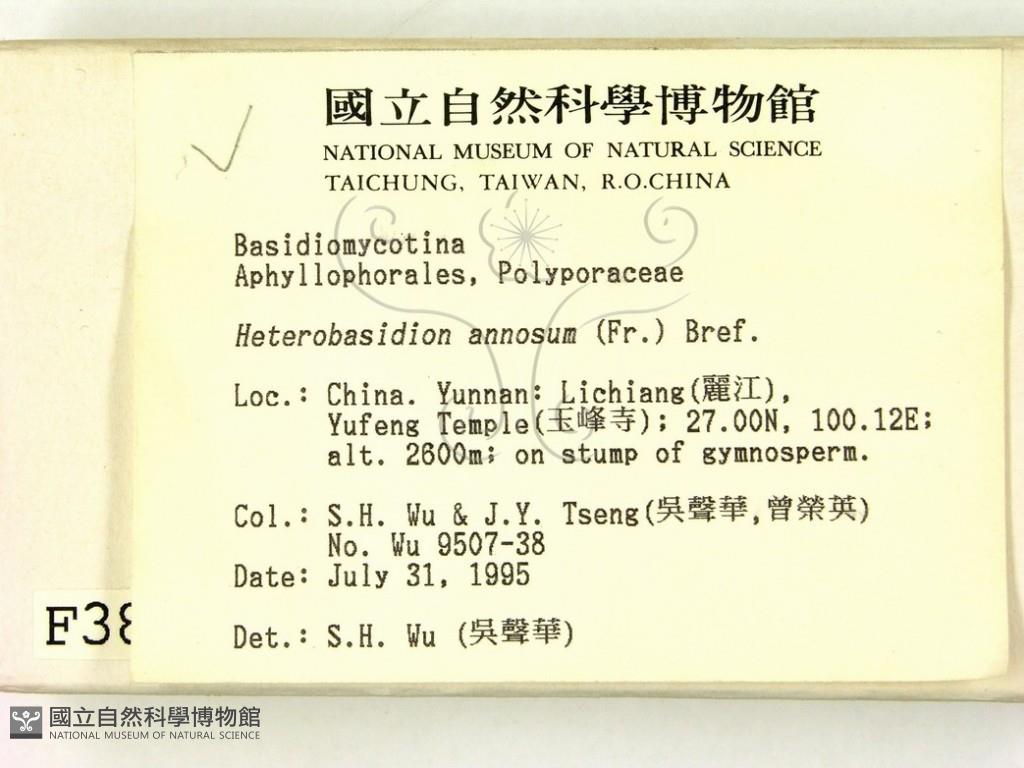 國立自然科學博物館
NATIONAL MUSEUM OF NATURAL SCIENCE
TAICHUNG, TAIWAN, R.O.CHINA
Basidiomycotina
Aphyllophorales, Polyporaceae
Heterobasidion annosum (Fr.) Bref.
Loc.: China. Yunnan: Lichiang(麗江),
Yufeng Temple(玉峰寺); 27.00N, 100.12E;
alt. 2600m; on stump of gymnosperm.
Col.: S.H. Wu & J.Y. Tseng(吳聲華,曾榮英)
No. Wu 9507-38
Date: July 31, 1995
F38
Det.: S.H. Wu (吳聲華)
國立自然科學博物館
NATIONAL MUSEUM OF NATURAL SCIENCE